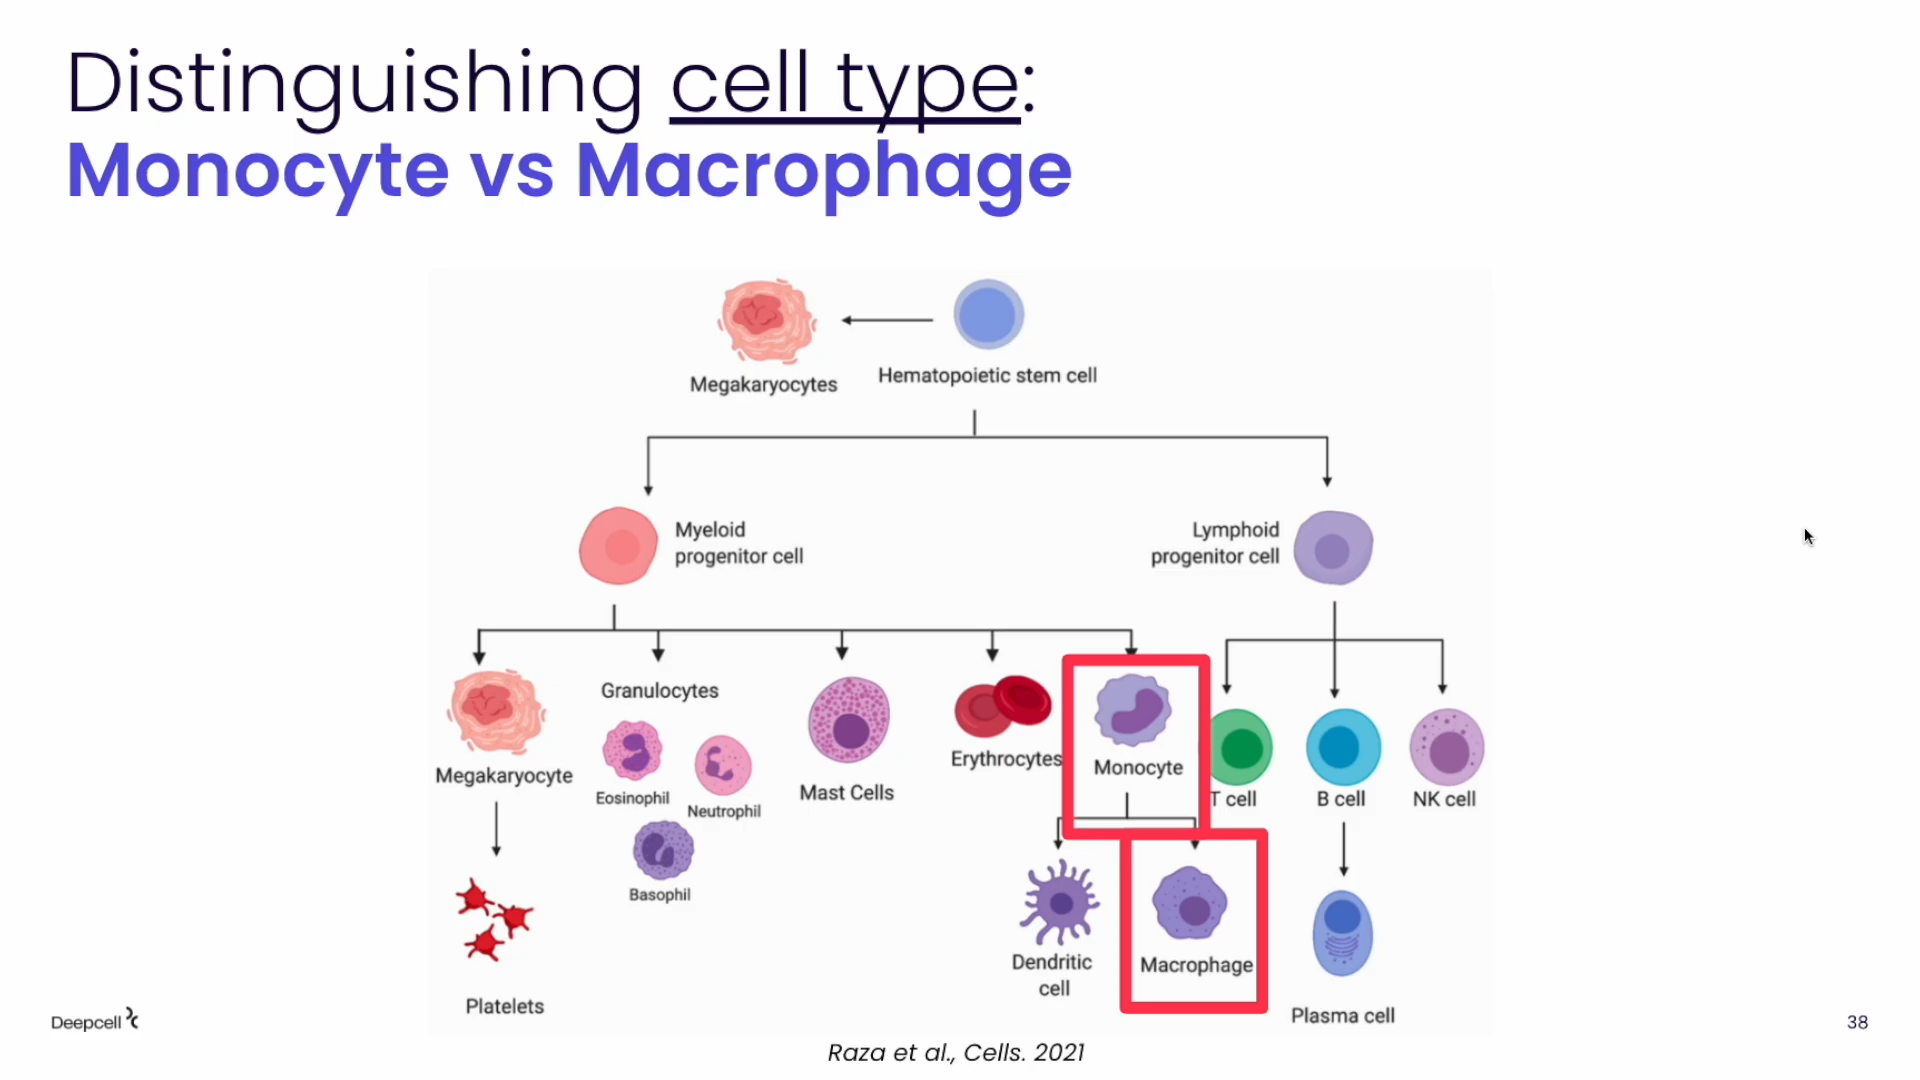 Distinguishing cell type:
Monocyte vs Macrophage
Megakaryocytes
Hematopoietic stem cell
Myeloid
progenitor cell
Lymphoid
progenitor cell
Megakaryocyte
Granulocytes
Eosinophil
Neutrophil
Basophil
Mast Cells
Erythrocytes
Monocyte
T cell
B cell
NK cell
Platelets
Dendritic
cell
Macrophage
Plasma cell
Deepcell
38
Raza et al., Cells. 2021